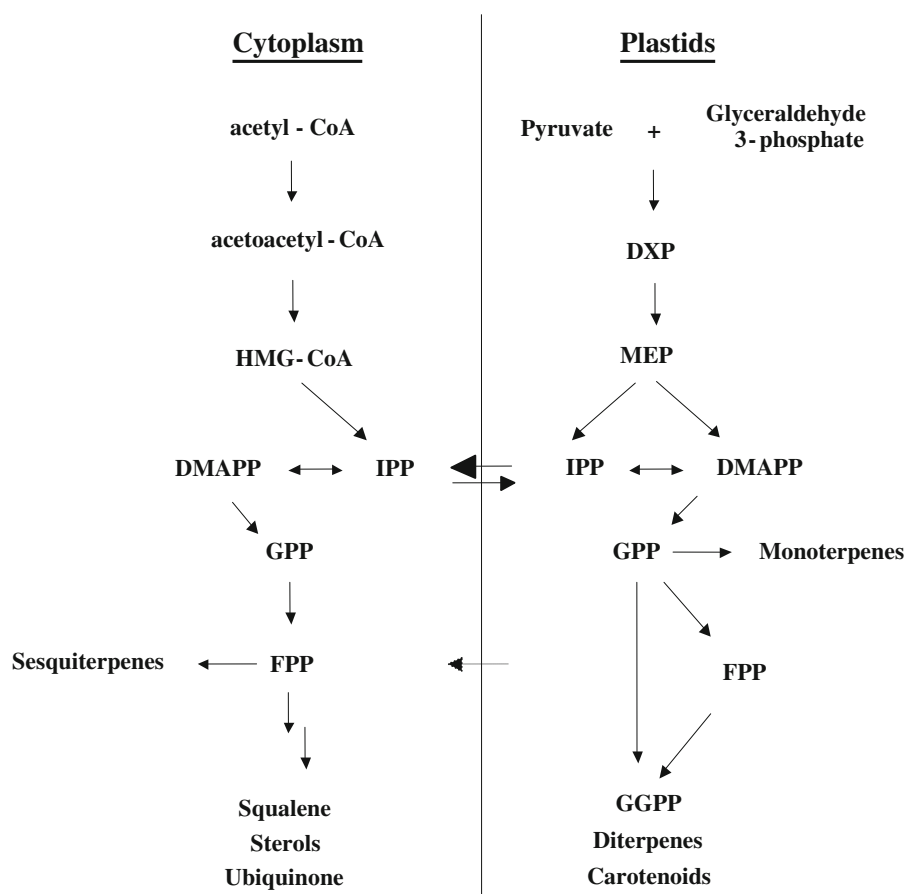 Cytoplasm
Plastids
acetyl - CoA
Pyruvate + Glyceraldehyde
3-phosphate
acetoacetyl - CoA
DXP
HMG- CoA
MEP
DMAPP
IPP
IPP
DMAPP
GPP
GPP
Monoterpenes
Sesquiterpenes
FPP
FPP
Squalene
Sterols
Ubiquinone
GGPP
Diterpenes
Carotenoids